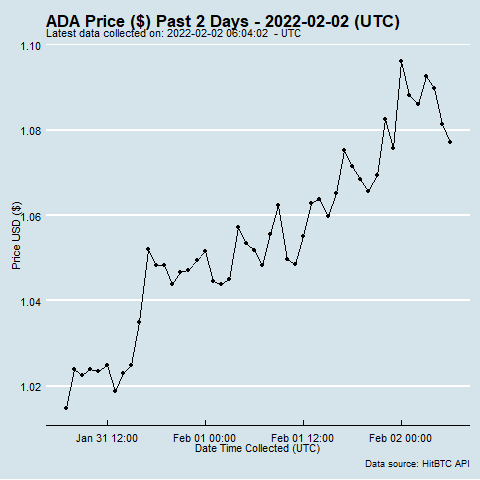 ADA Price ($) Past 2 Days - 2022-02-02 (UTC)
Latest data collected on: 2022-02-02 06:04:02 - UTC
1.10
1.08
1.06
1.04
1.02
Price USD ($)
Jan 31 12:00 Feb 01 00:00 Feb 01 12:00 Feb 02 00:00
Date Time Collected (UTC)
Data source: HitBTC API